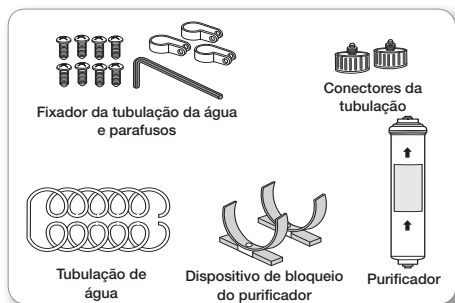 Fixador da tubulação da água
e parafusos
Conectores da
tubulação
Tubulação de
água
Dispositivo de bloqueio
do purificador
Purificador